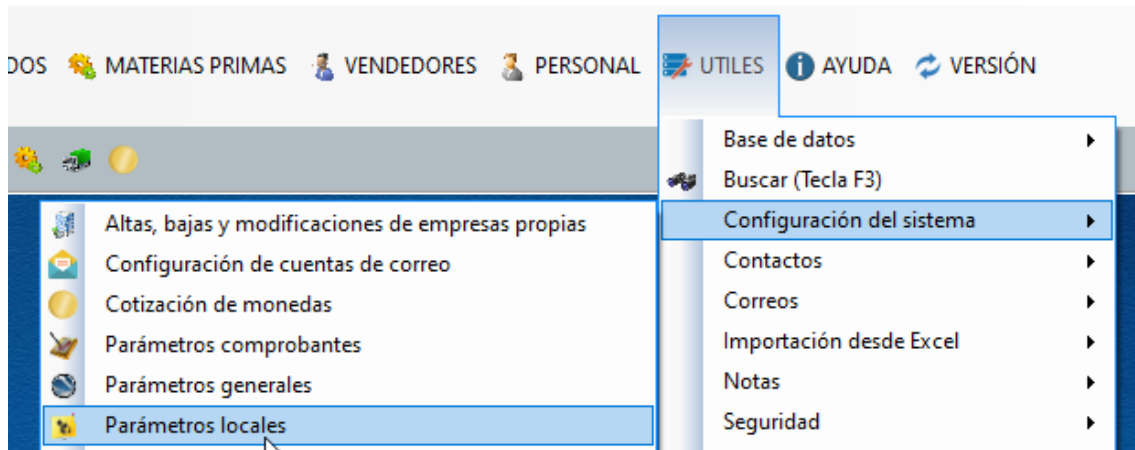 DOS MATERIAS PRIMAS VENDEDORES PERSONAL UTILES AYUDA VERSIÓN
Base de datos
Buscar (Tecla F3)
Configuración del sistema
Contactos
Correos
Importación desde Excel
Notas
Seguridad
Altas, bajas y modificaciones de empresas propias
Configuración de cuentas de correo
Cotización de monedas
Parámetros comprobantes
Parámetros generales
Parámetros locales